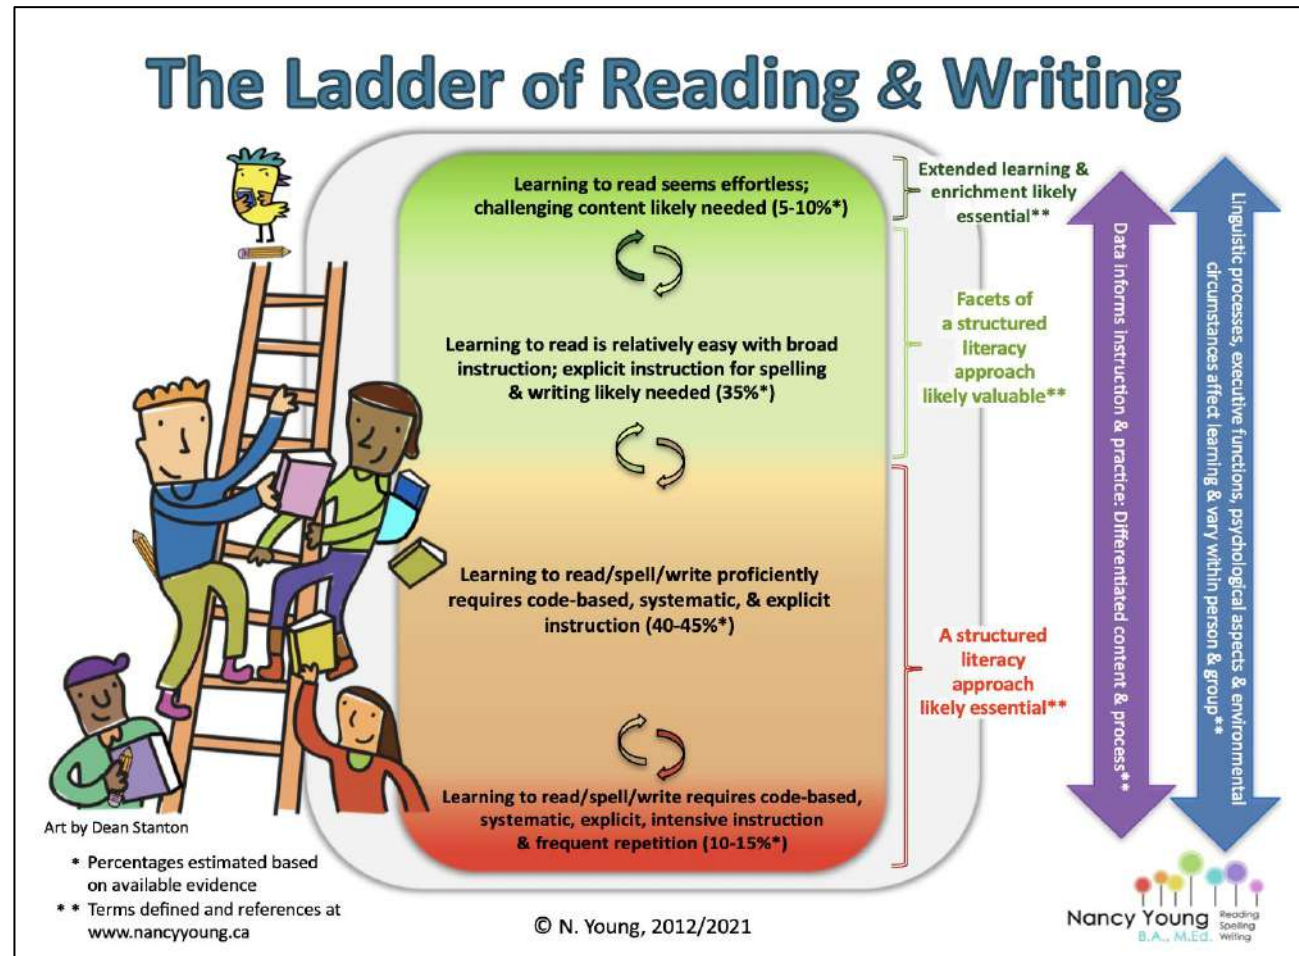 The Ladder of Reading & Writing
Learning to read seems effortless;
challenging content likely needed (5-10%*)
Learning to read is relatively easy with broad
instruction; explicit instruction for spelling
& writing likely needed (35%*)
Learning to read/spell/write proficiently
requires code-based, systematic, & explicit
instruction (40-45%*)
Learning to read/spell/write requires code-based,
systematic, explicit, intensive instruction
& frequent repetition (10-15%*)
Extended learning &
enrichment likely
essential**
Facets of
a structured
literacy
approach
likely valuable**
A structured
literacy
approach
likely essential**
Data informs instruction & practice: Differentiated content & process**
Linguistic processes, executive functions, psychological aspects & environmental
circumstances affect learning & vary within person & group**
Art by Dean Stanton
* Percentages estimated based
on available evidence
** Terms defined and references at
www.nancyyoung.ca
© N. Young, 2012/2021
Nancy Young
B.A., M.Ed.
Reading
Spelling
Writing